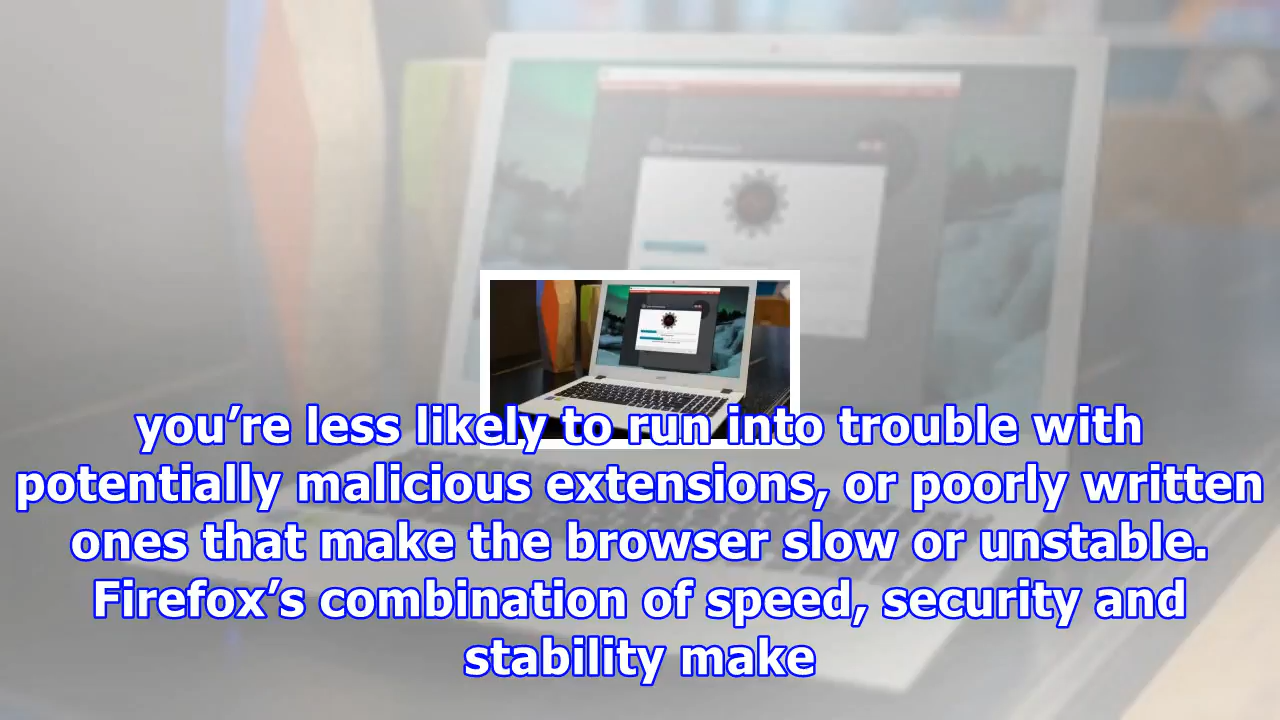 you’re less likely to run into trouble with
potentially malicious extensions, or poorly written
ones that make the browser slow or unstable.
Firefox’s combination of speed, security and
stability make